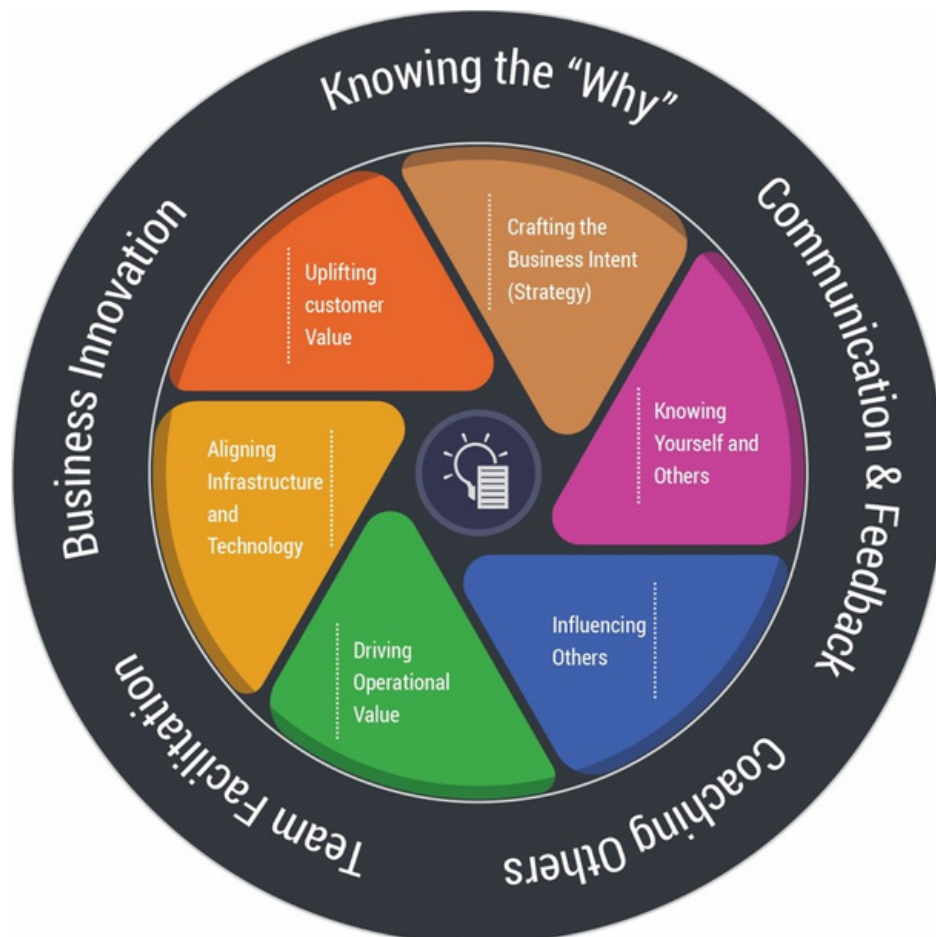 Knowing the “Why”
Communication & Feedback
Coaching Others
Team Facilitation
Business Innovation
Crafting the
Business Intent
(Strategy)
Knowing
Yourself and
Others
Influencing
Others
Driving
Operational
Value
Aligning
Infrastructure
and
Technology
Uplifting
customer
Value